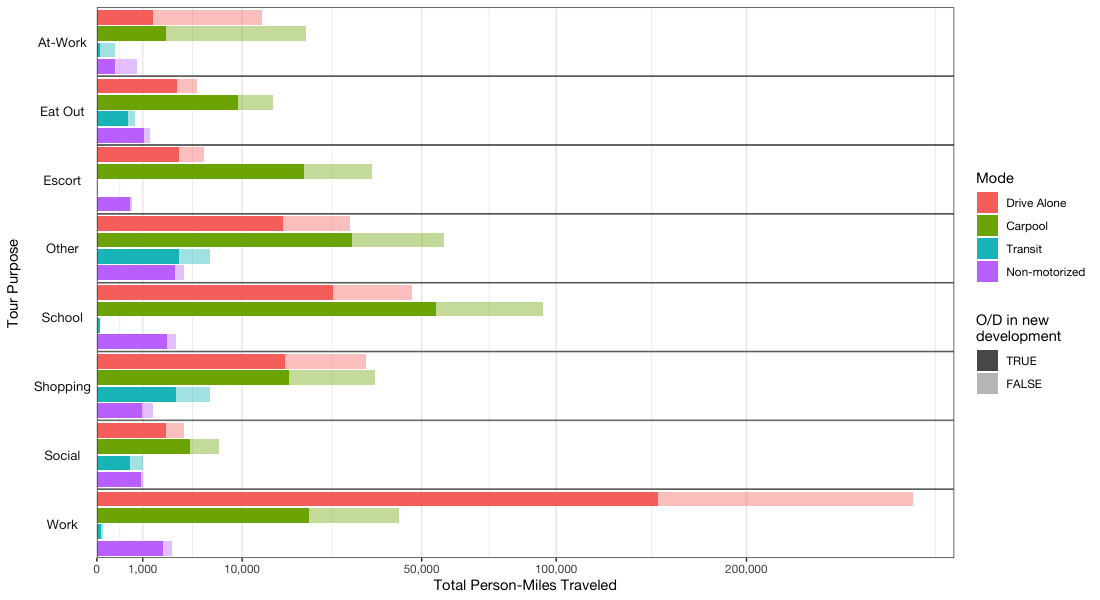 Tour Purpose
At-Work
Eat Out
Escort
Other
School
Shopping
Social
Work
0
1,000
10,000
50,000
100,000
200,000
Total Person-Miles Traveled
Mode
Drive Alone
Carpool
Transit
Non-motorized
O/D in new
development
TRUE
FALSE